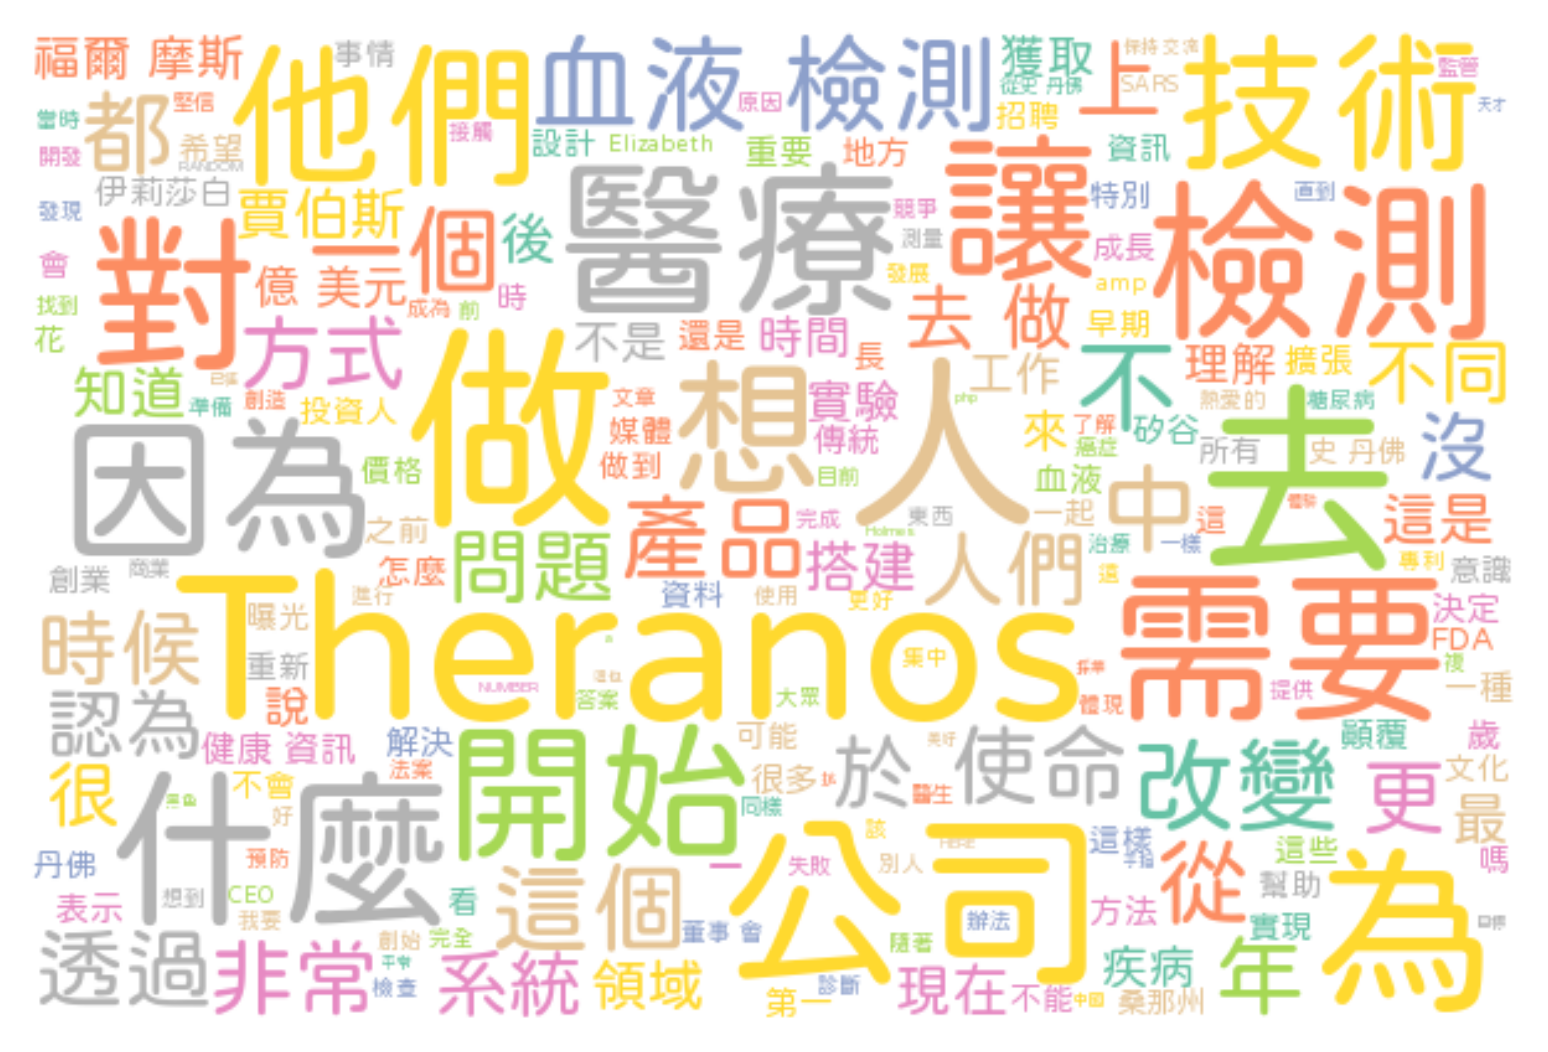 福爾 摩斯
他們
事情
血液 檢測
獲取
上
保持 交流
技術
監管
當時
都
堅信
原因
從史 丹佛
SARS
天才
開發
希望
RANDOM
接觸
設計
Elizabeth
重要
地方
招聘
資訊
伊莉莎白
醫療
讓
特別
直到
檢測
發現
賈伯斯
一個
後
競爭
測量
成長
會
對
億 美元
成為
前
時
發展
amp
找到
花
方式
不是
還是
時間
長
去 做
早期
知道
已經
準備
創造
投資人
做
文章
想
實驗
人
工作
php
不
理解
擴張
不同
熱愛的
糖尿病
因為
價格
媒體
做到
傳統
目前
來
了解
癌症
矽谷
所有
去
史 丹佛
沒
血液
之前
產品
完成
東西
Holmes
一起
中
這
體驗
這是
創業
商業
怎麼
問題
搭建
人們
治療
一樣
這
專利
意識
時候
曝光
進行
Theranos
資料
使用
更好
需要
決定
FDA
重新
NUMBER
答案
集中
大眾
提供
複
一種
認為
說
體現
健康 資訊
解決
法案
開始
可能
美好
於
使命
改變
顛覆
歲
很
不會
什麼
很多
同樣
醫生
更
文化
最
好
丹佛
預防
公司
該
HERE
這樣
手指
從
這些
為
嗎
想到
CEO
看
這個
一
失敗
別人
幫助
表示
我要
董事 會
辦法
方法
實現
透過
非常
創始
完全
檢查
系統
領域
第一
診斷
隨著
現在
不能
中國
疾病
桑那州
年